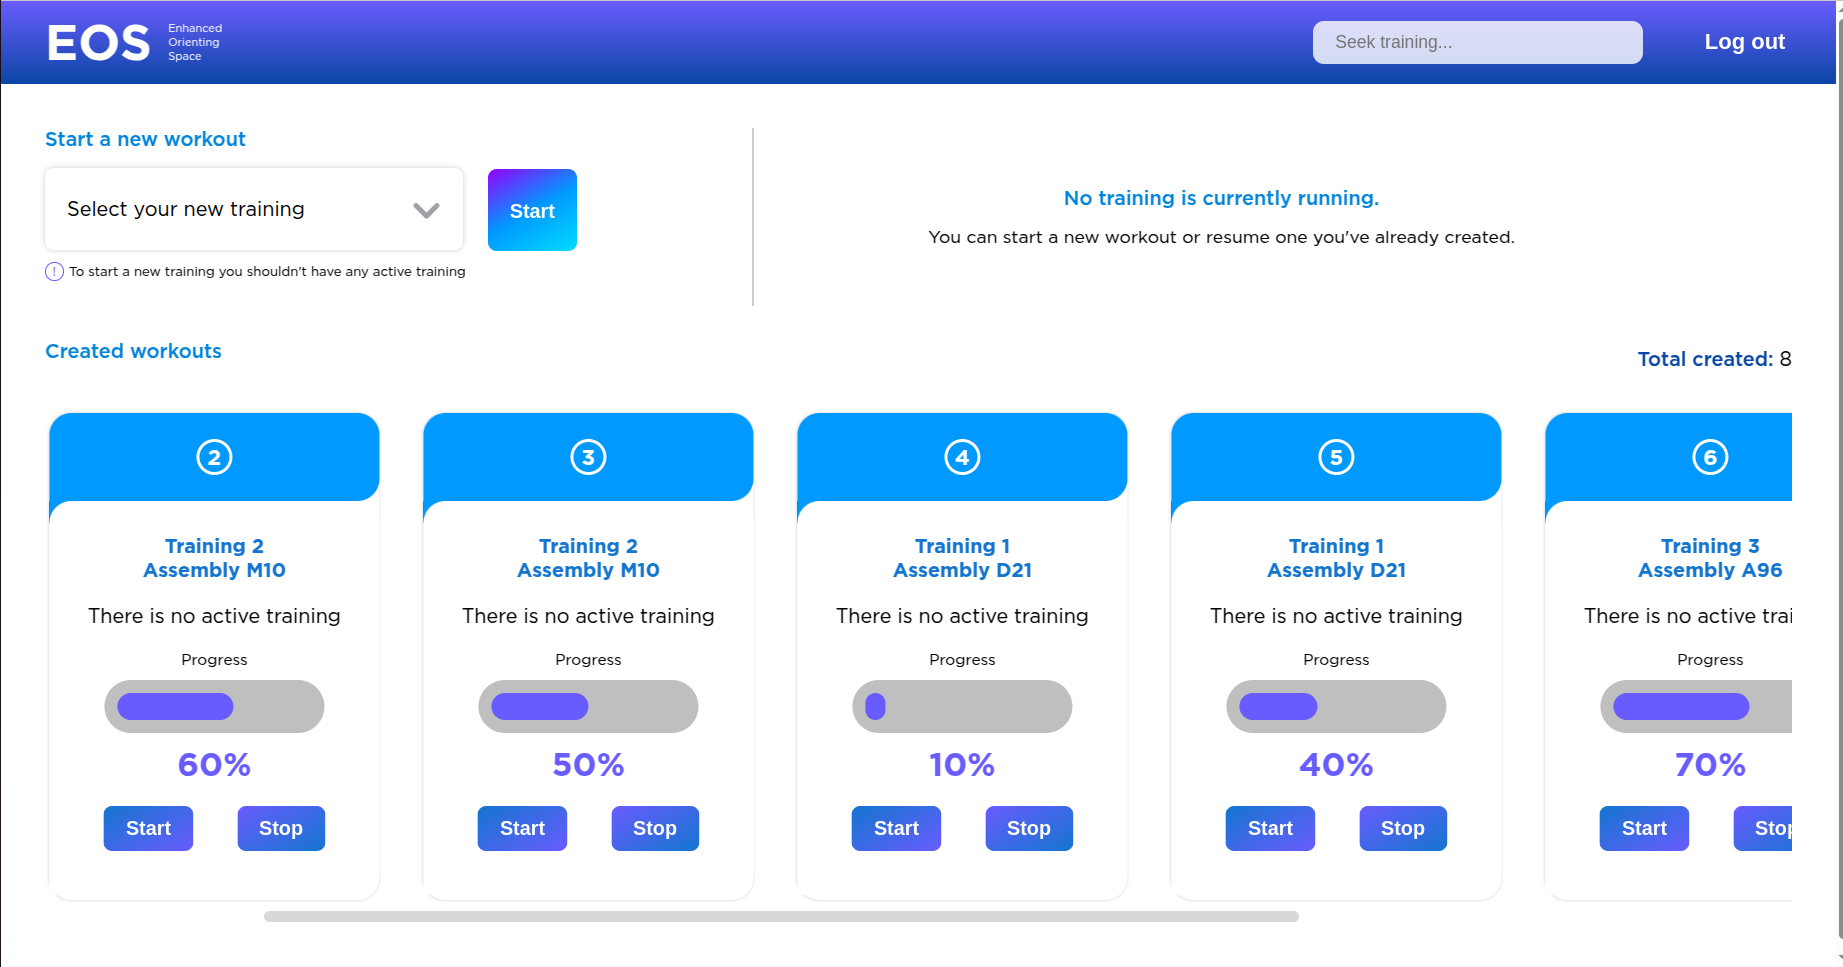 EOS
Enhanced
Orienting
Space
Seek training...
Log out
Start a new workout
Select your new training
Start
! To start a new training you shouldn't have any active training
No training is currently running.
You can start a new workout or resume one you've already created.
Created workouts
Total created: 8
2
Training 2
Assembly M10
There is no active training
Progress
60%
Start Stop
3
Training 2
Assembly M10
There is no active training
Progress
50%
Start Stop
4
Training 1
Assembly D21
There is no active training
Progress
10%
Start Stop
5
Training 1
Assembly D21
There is no active training
Progress
40%
Start Stop
6
Training 3
Assembly A96
There is no active trai
Progress
70%
Start Stop